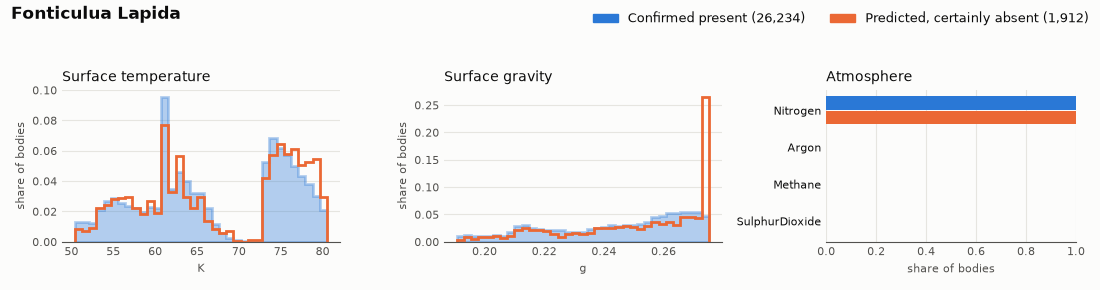 Fonticulua Lapida
Confirmed present (26,234)
Predicted, certainly absent (1,912)
Surface temperature
0.10
0.08
0.06
0.04
0.02
0.00
share of bodies
50 55 60 65 70 75 80
K
Surface gravity
0.25
0.20
0.15
0.10
0.05
0.00
share of bodies
0.20 0.22 0.24 0.26
g
Atmosphere
Nitrogen
Argon
Methane
SulphurDioxide
0.0 0.2 0.4 0.6 0.8 1.0
share of bodies